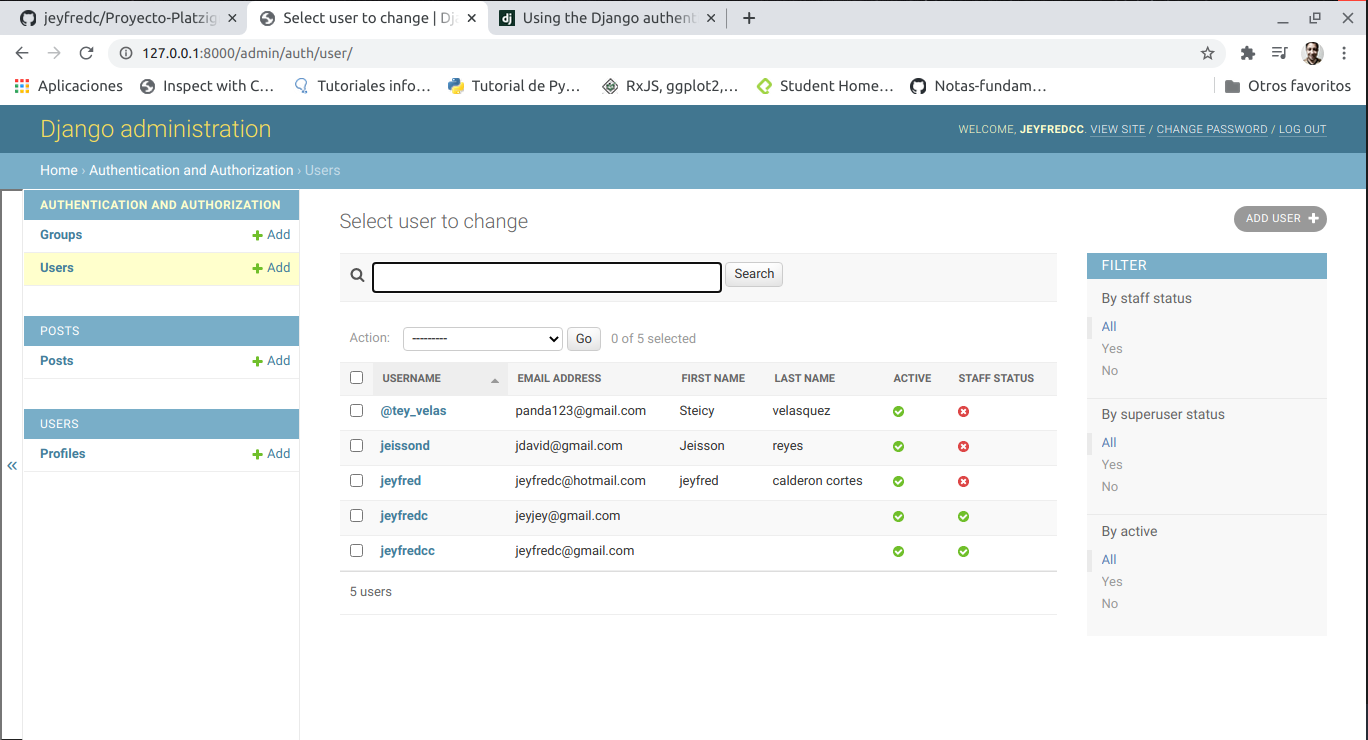 jeyfredc/Proyecto-Platzig
Select user to change | Dj
Using the Django authent
127.0.0.1:8000/admin/auth/user/
Aplicaciones
Inspect with C...
Tutoriales info...
Tutorial de Py...
RxJS, ggplot2,...
Student Home...
Notas-fundam...
Otros favoritos
Django administration
WELCOME, JEYFREDCC. VIEW SITE / CHANGE PASSWORD / LOG OUT
Home › Authentication and Authorization › Users
AUTHENTICATION AND AUTHORIZATION
Groups + Add
Users + Add
POSTS
Posts + Add
USERS
Profiles + Add
«
Select user to change
ADD USER +
Search
Action: --------- Go 0 of 5 selected
USERNAME EMAIL ADDRESS FIRST NAME LAST NAME ACTIVE STAFF STATUS
@tey_velas panda123@gmail.com Steicy velasquez
jeissond jdavid@gmail.com Jeisson reyes
jeyfred jeyfredc@hotmail.com jeyfred calderon cortes
jeyfredc jeyjey@gmail.com
jeyfredcc jeyfredc@gmail.com
5 users
FILTER
By staff status
All
Yes
No
By superuser status
All
Yes
No
By active
All
Yes
No